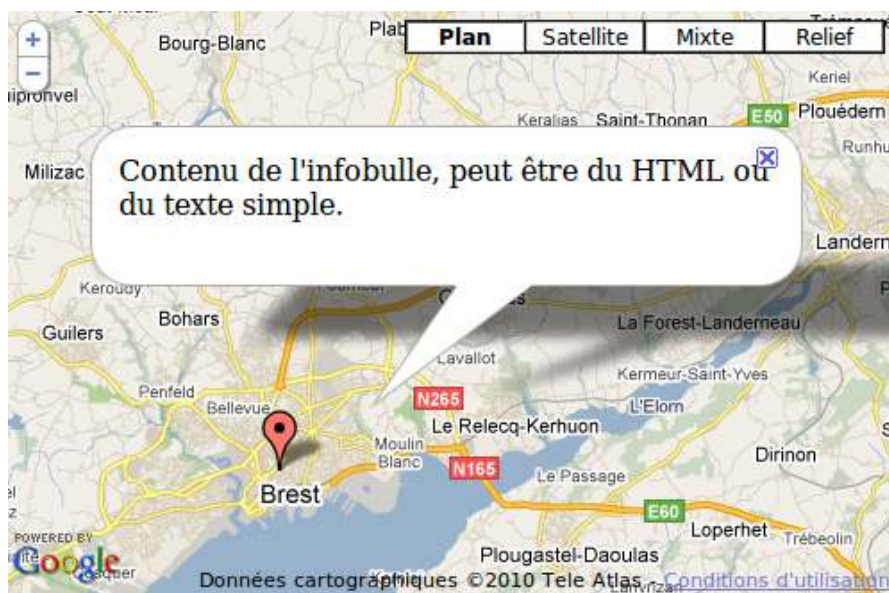 Bourg-Blanc
Plan
Satellite
Mixte
Relief
+
−
Keriel
E50
Plouédern
Keralias
Saint-Thonan
Milizac
Contenu de l'infobulle, peut être du HTML ou
du texte simple.
Guilers
Bohars
La Forest-Landerneau
Lavallot
Penfeld
Kermeur-Saint-Yves
Bellevue
N265
L'Elorn
Le Relecq-Kerhuon
Moulin
Blanc
N165
Dirinon
Brest
Le Passage
E60
Loperhet
Trébeolin
POWERED BY
Google
Plougastel-Daoulas
Données cartographiques ©2010 Tele Atlas - Conditions d'utilisation